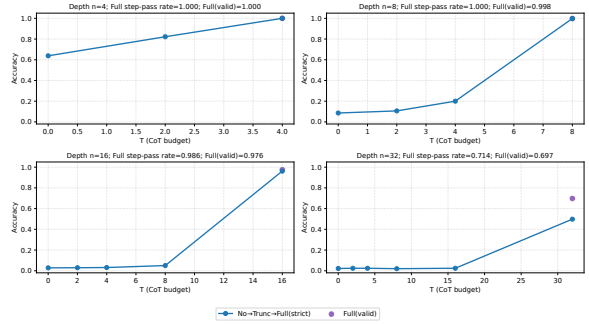 Depth n=4; Full step-pass rate=1.000; Full(valid)=1.000
Accuracy
1.0
0.8
0.6
0.4
0.2
0.0
0.0 0.5 1.0 1.5 2.0 2.5 3.0 3.5 4.0
T (CoT budget)
Depth n=8; Full step-pass rate=1.000; Full(valid)=0.998
Accuracy
1.0
0.8
0.6
0.4
0.2
0.0
0 1 2 3 4 5 6 7 8
T (CoT budget)
Depth n=16; Full step-pass rate=0.986; Full(valid)=0.976
Accuracy
1.0
0.8
0.6
0.4
0.2
0.0
0 2 4 6 8 10 12 14 16
T (CoT budget)
Depth n=32; Full step-pass rate=0.714; Full(valid)=0.697
Accuracy
1.0
0.8
0.6
0.4
0.2
0.0
0 5 10 15 20 25 30
T (CoT budget)
No→Trunc→Full(strict) Full(valid)